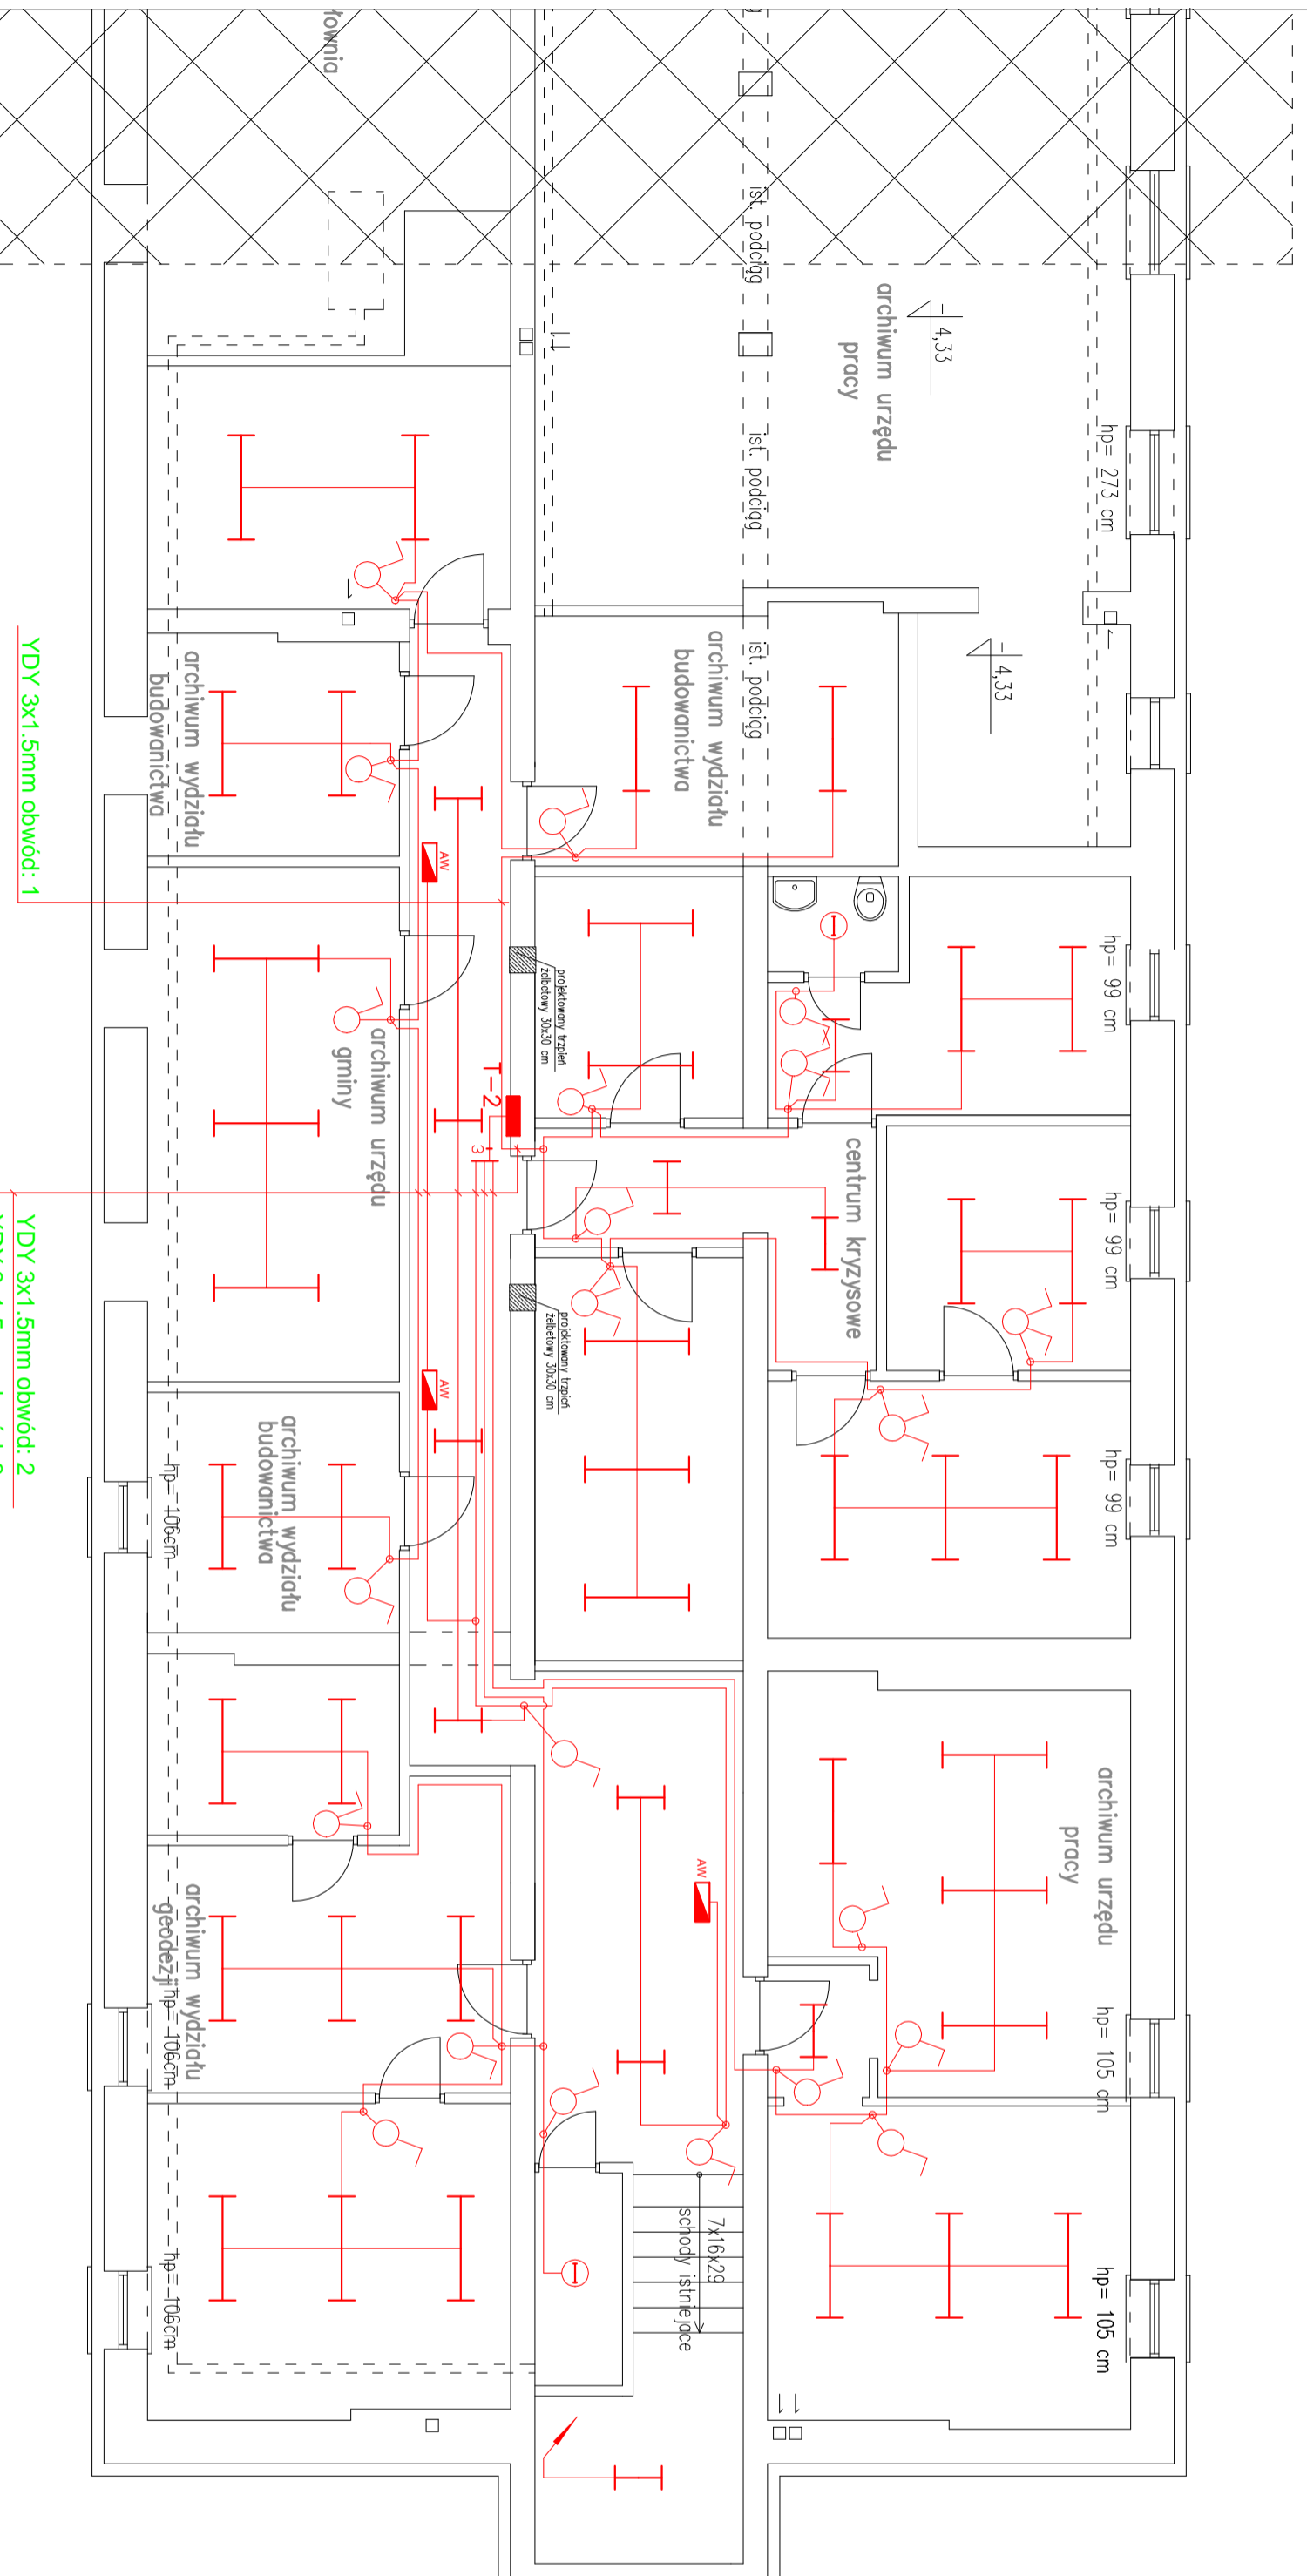 hp= 273 cm
hp= 99 cm
hp= 99 cm
hp= 99 cm
hp= 105 cm
hp= 105 cm
archiwum urzędu
pracy
- 4,33
- 4,33
archiwum urzędu
pracy
ist. podciąg
ist. podciąg
ist. podciąg
archiwum wydziału
budowanictwa
centrum kryzysowe
7x16x29
schody istniejące
AW
projektowany trzpień
żelbetowy 30x30 cm
projektowany trzpień
żelbetowy 30x30 cm
T-2
3
AW
AW
łownia
archiwum urzędu
gminy
archiwum wydziału
budowanictwa
archiwum wydziału
budowanictwa
archiwum wydziału
geodezji
hp= 106cm
hp= 106cm
hp= 106cm
YDY 3x1.5mm obwód: 1
YDY 3x1.5mm obwód: 2